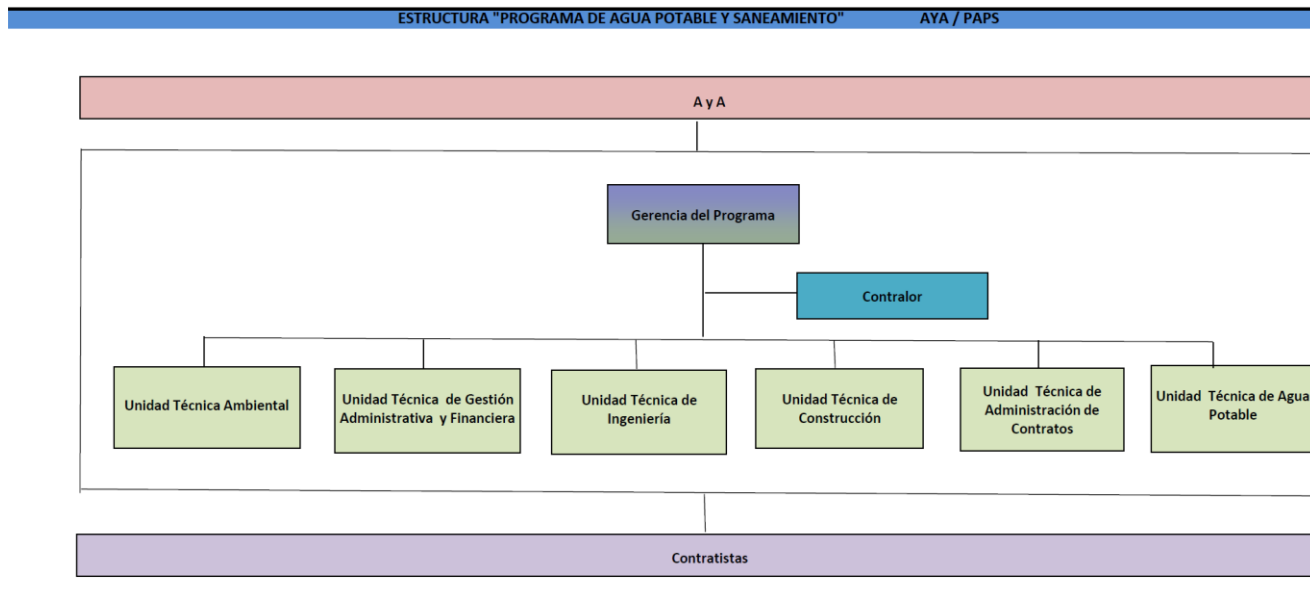 ESTRUCTURA "PROGRAMA DE AGUA POTABLE Y SANEAMIENTO" AYA / PAPS
A y A
Gerencia del Programa
Contralor
Unidad Técnica Ambiental
Unidad Técnica de Gestión
Administrativa y Financiera
Unidad Técnica de
Ingeniería
Unidad Técnica de
Construcción
Unidad Técnica de
Administración de
Contratos
Unidad Técnica de Agua
Potable
Contratistas